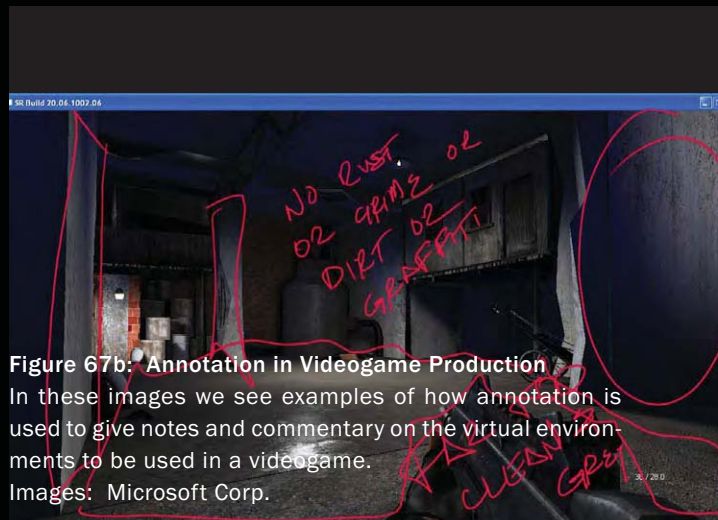 SR Build 20.06.1002.06
NO RUST
OR GRIME OR
DIRT OR
GRAFFITI
Figure 67b: Annotation in Videogame Production
In these images we see examples of how annotation is
used to give notes and commentary on the virtual environ-
ments to be used in a videogame.
Images: Microsoft Corp.
CLEAN &
GREY